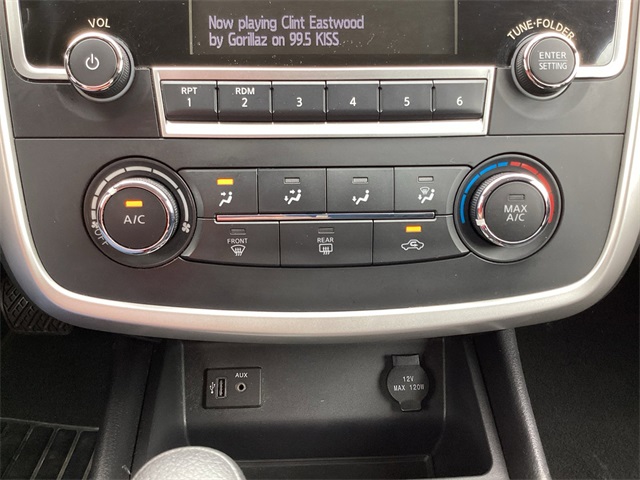 Now playing Clint Eastwood
by Gorillaz on 99.5 KISS
VOL
TUNE·FOLDER
ENTER
SETTING
RPT
1
RDM
2
3
4
5
6
A/C
OFF
MAX
A/C
FRONT
REAR
AUX
12V
MAX 120W